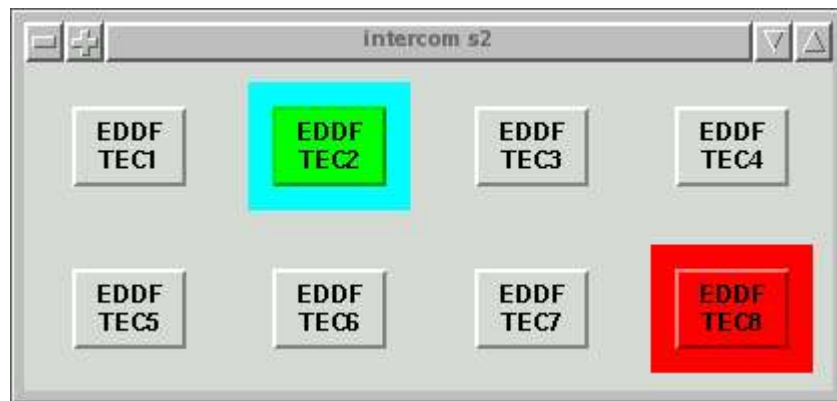 intercom s2
EDDF
TEC1
EDDF
TEC2
EDDF
TEC3
EDDF
TEC4
EDDF
TEC5
EDDF
TEC6
EDDF
TEC7
EDDF
TEC8